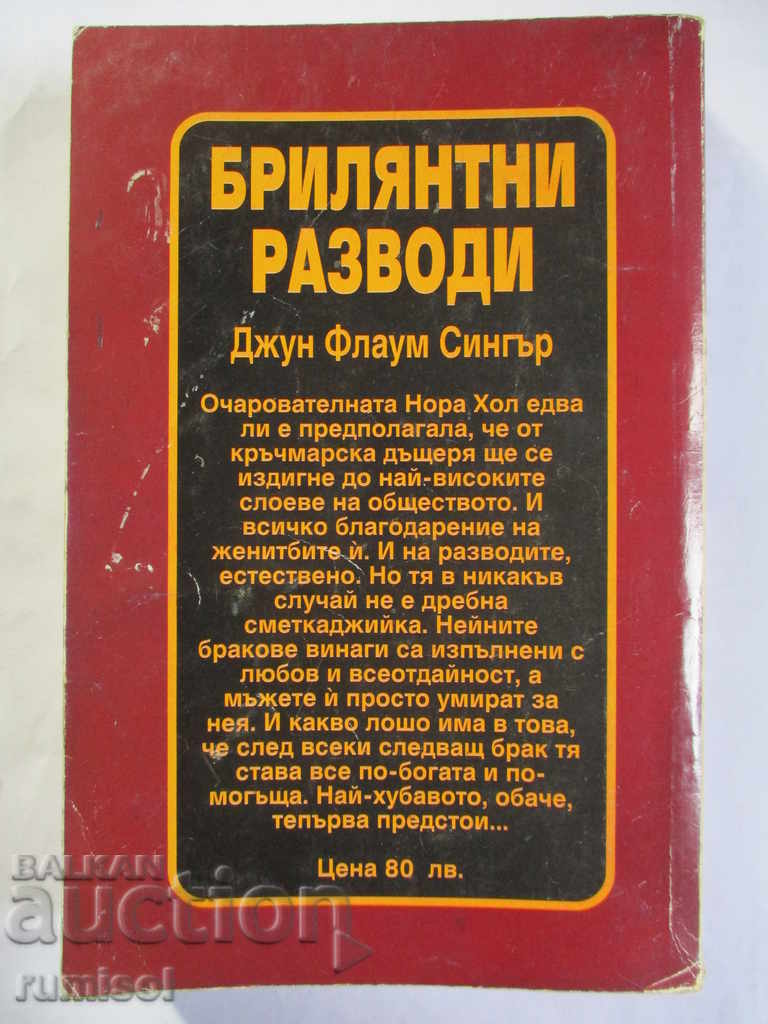 БРИЛЯНТНИ
РАЗВОДИ
Джун Флаум Сингър
Очарователната Нора Хол едва
ли е предполагала, че от
кръчмарска дъщеря ще се
издигне до най-високите
слоеве на обществото. И
всичко благодарение на
женитбите ѝ. И на разводите,
естествено. Но тя в никакъв
случай не е дребна
сметкаджийка. Нейните
бракове винаги са изпълнени с
любов и всеотдайност, а
мъжете ѝ просто умират за
нея. И какво лошо има в това,
че след всеки следващ брак тя
става все по-богата и по-
могъща. Най-хубавото, обаче,
тепърва предстои...
Цена 80 лв.
BALKAN
auction
rumisol